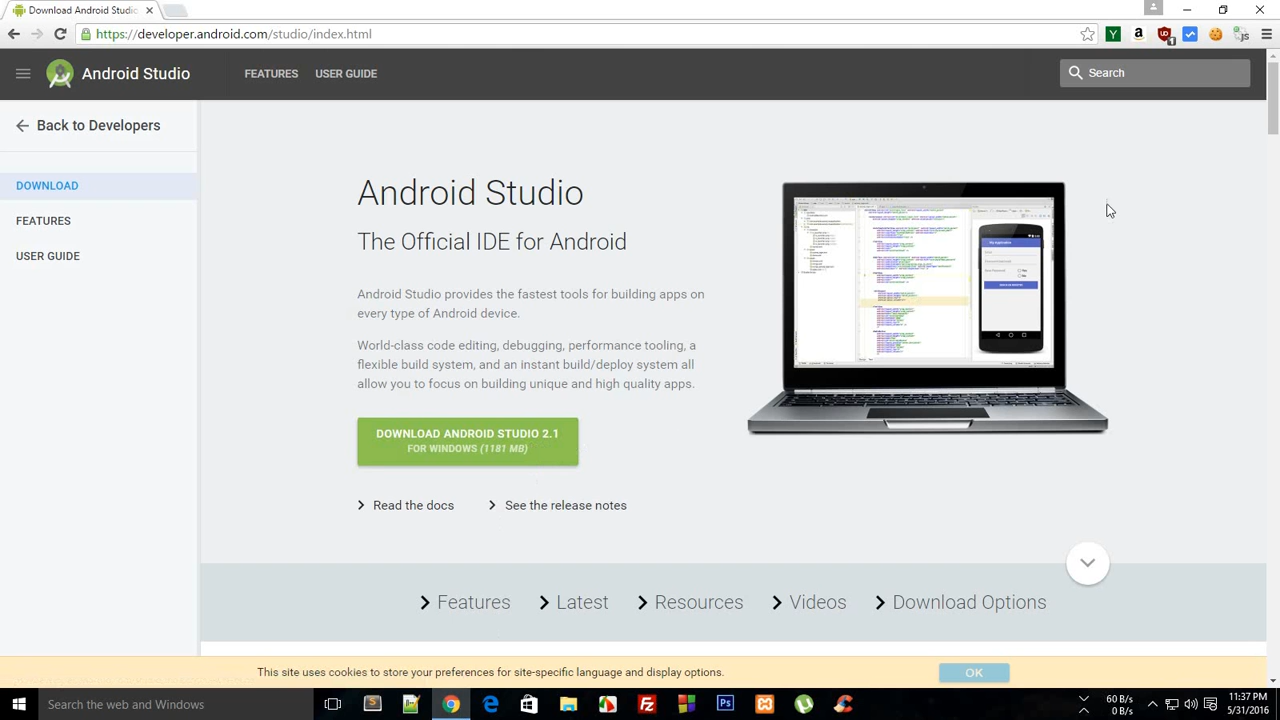 Download Android Studio
https://developer.android.com/studio/index.html
Android Studio
FEATURES
USER GUIDE
Search
Back to Developers
DOWNLOAD
FEATURES
USER GUIDE
Android Studio
The Official IDE for Android
Android Studio provides the fastest tools for building apps on
every type of Android device.
World-class code editing, debugging, performance tooling, a
flexible build system, and an instant build/deploy system all
allow you to focus on building unique and high quality apps.
DOWNLOAD ANDROID STUDIO 2.1
FOR WINDOWS (1181 MB)
Read the docs
See the release notes
Features
Latest
Resources
Videos
Download Options
This site uses cookies to store your preferences for site-specific language and display options.
OK
Search the web and Windows
60 B/s
0 B/s
11:37 PM
5/31/2016